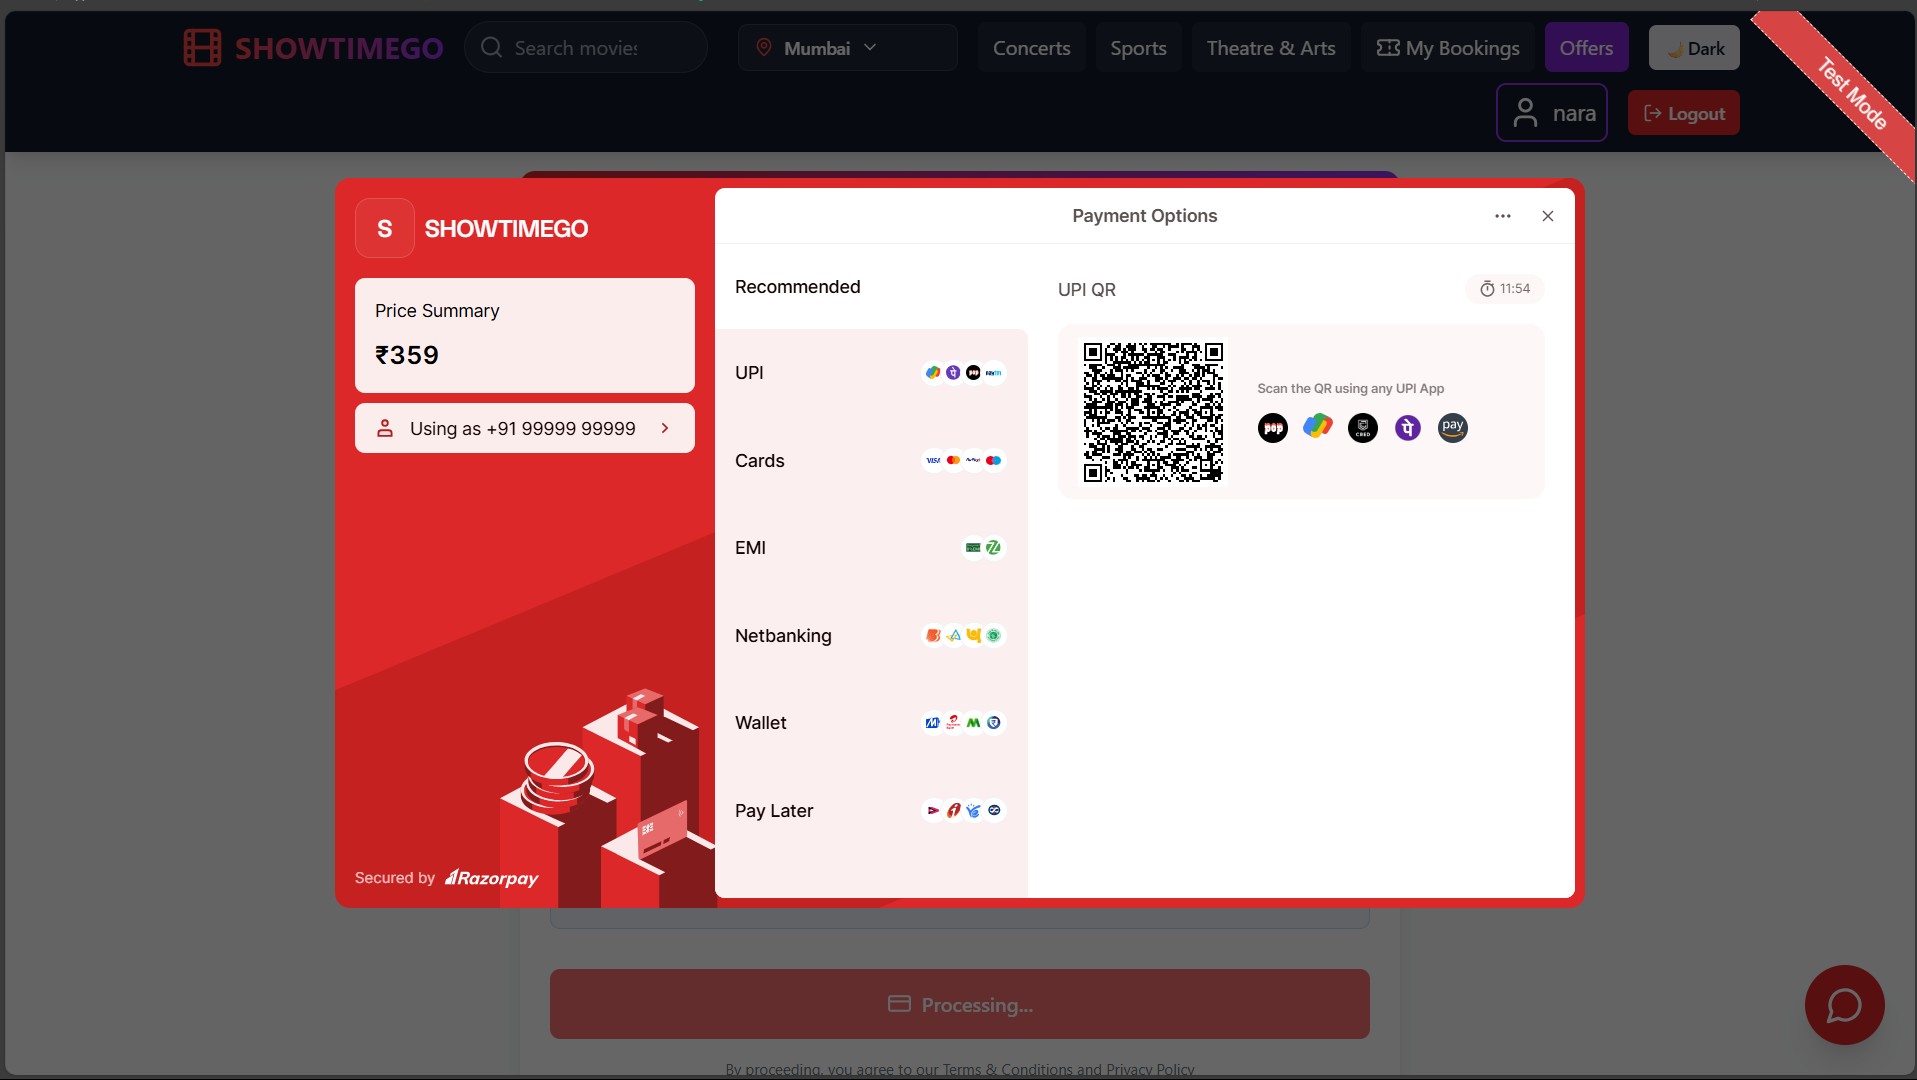 SHOWTIMEGO
Search movies
Mumbai
Concerts
Sports
Theatre & Arts
My Bookings
Offers
🌙 Dark
Test Mode
nara
Logout
S
SHOWTIMEGO
Price Summary
₹359
Using as +91 99999 99999
Secured by Razorpay
Payment Options
Recommended
UPI
Cards
VISA
EMI
Netbanking
Wallet
Pay Later
UPI QR
11:54
Scan the QR using any UPI App
pop
CRED
pay
Processing...
By proceeding, you agree to our Terms & Conditions and Privacy Policy